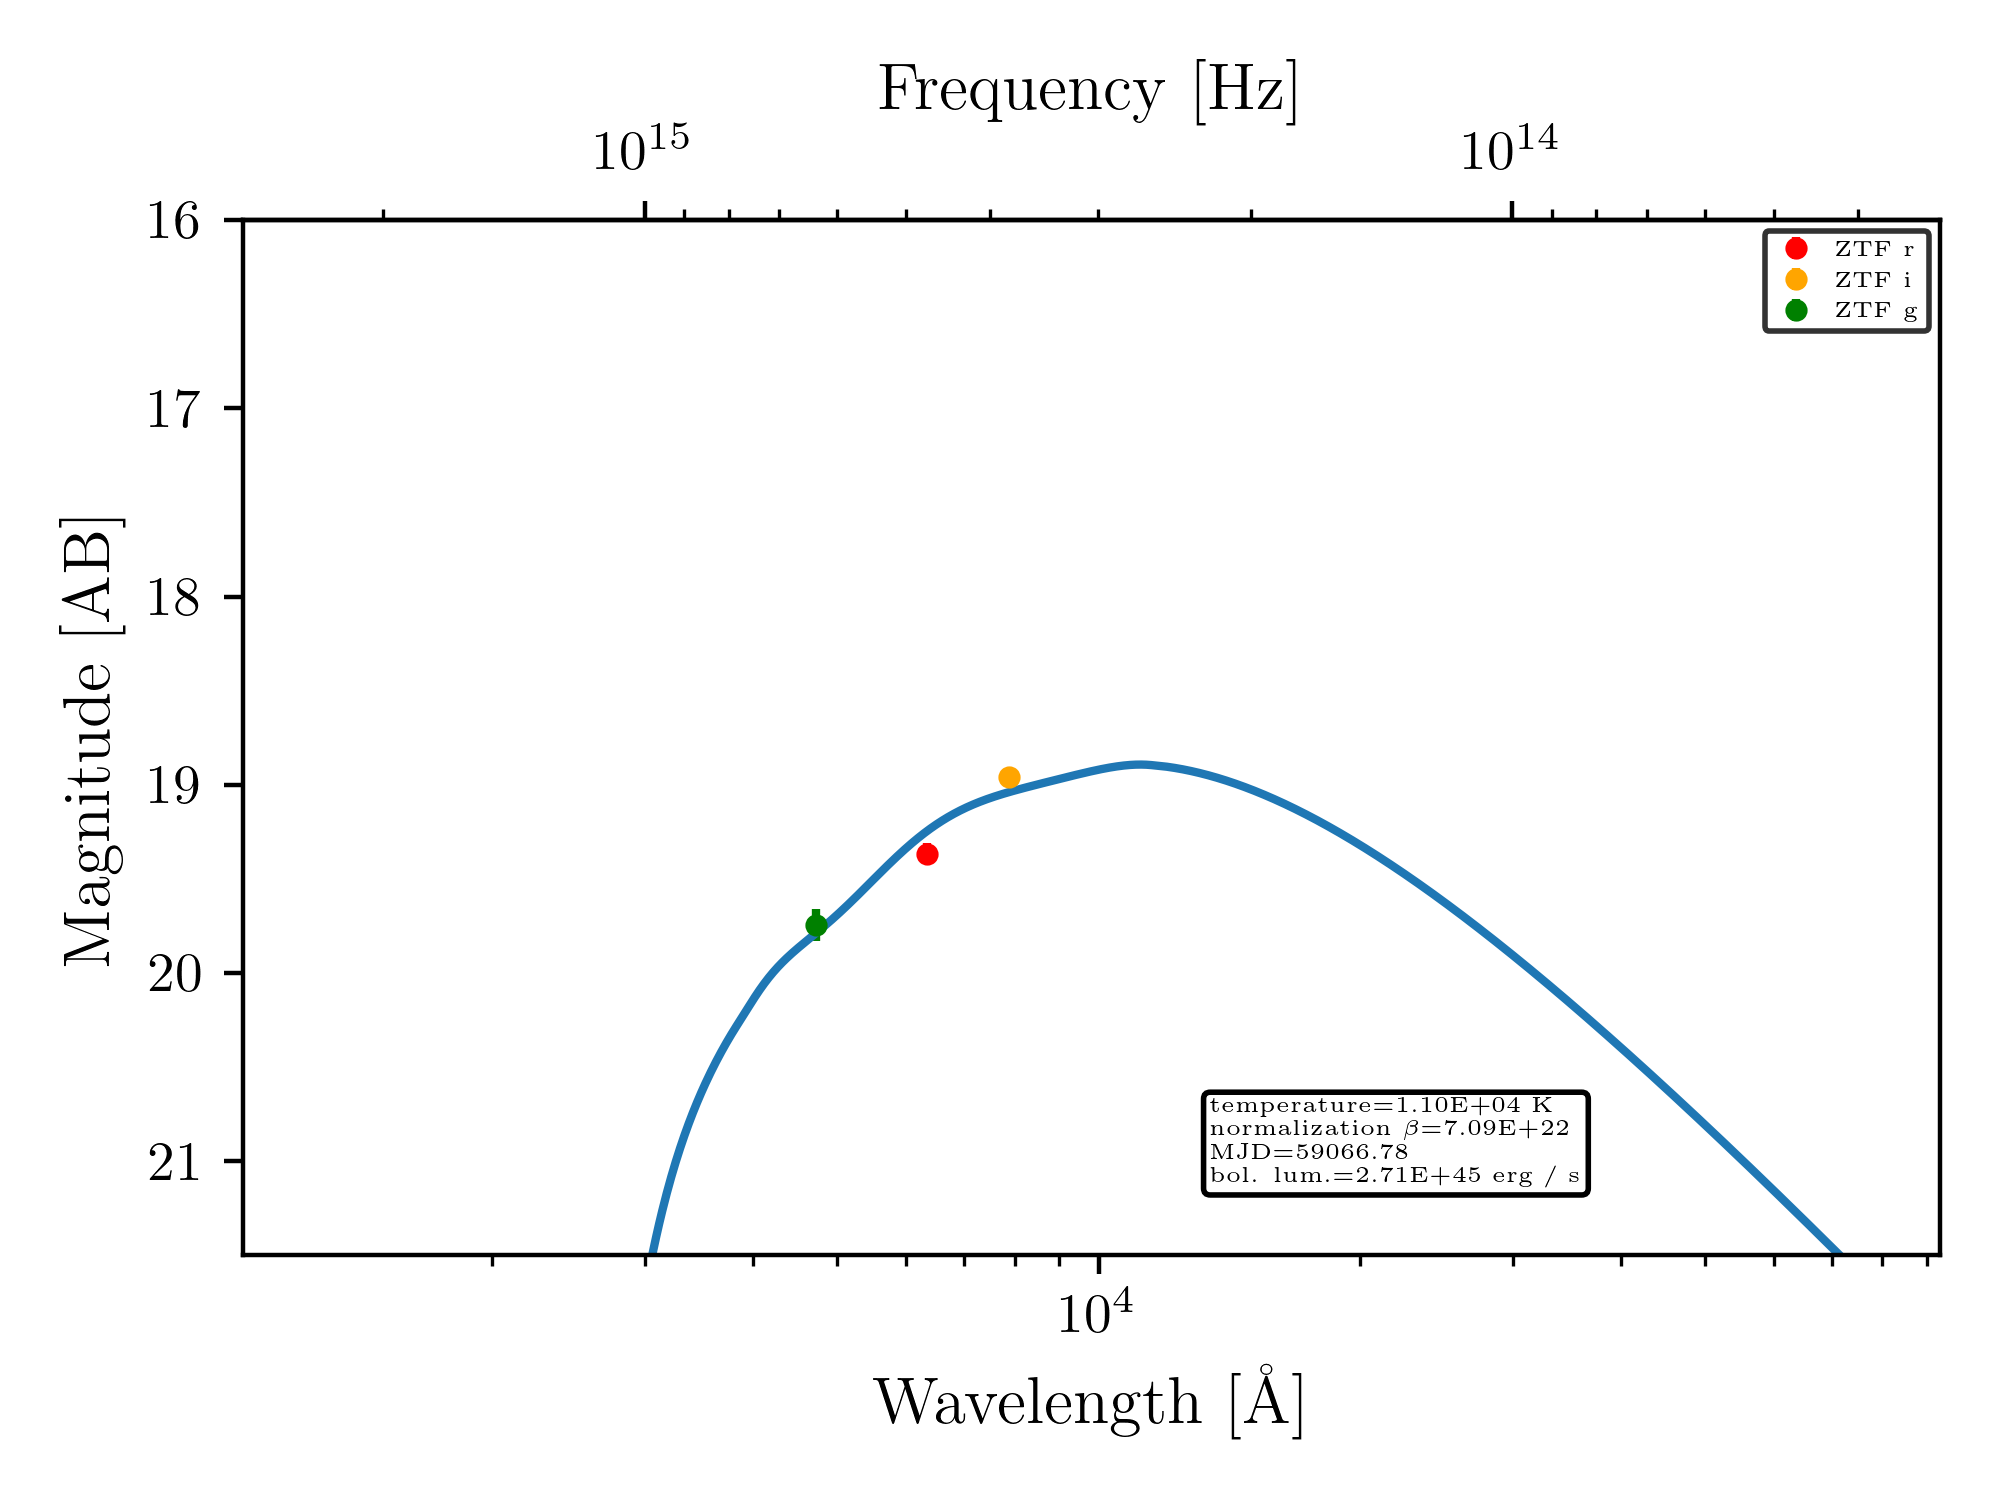 Frequency [Hz]
10^15 10^14
16
17
18
19
20
21
Magnitude [AB]
ZTF r
ZTF i
ZTF g
temperature=1.10E+04 K
normalization β=7.09E+22
MJD=59066.78
bol. lum.=2.71E+45 erg / s
10^4
Wavelength [Å]